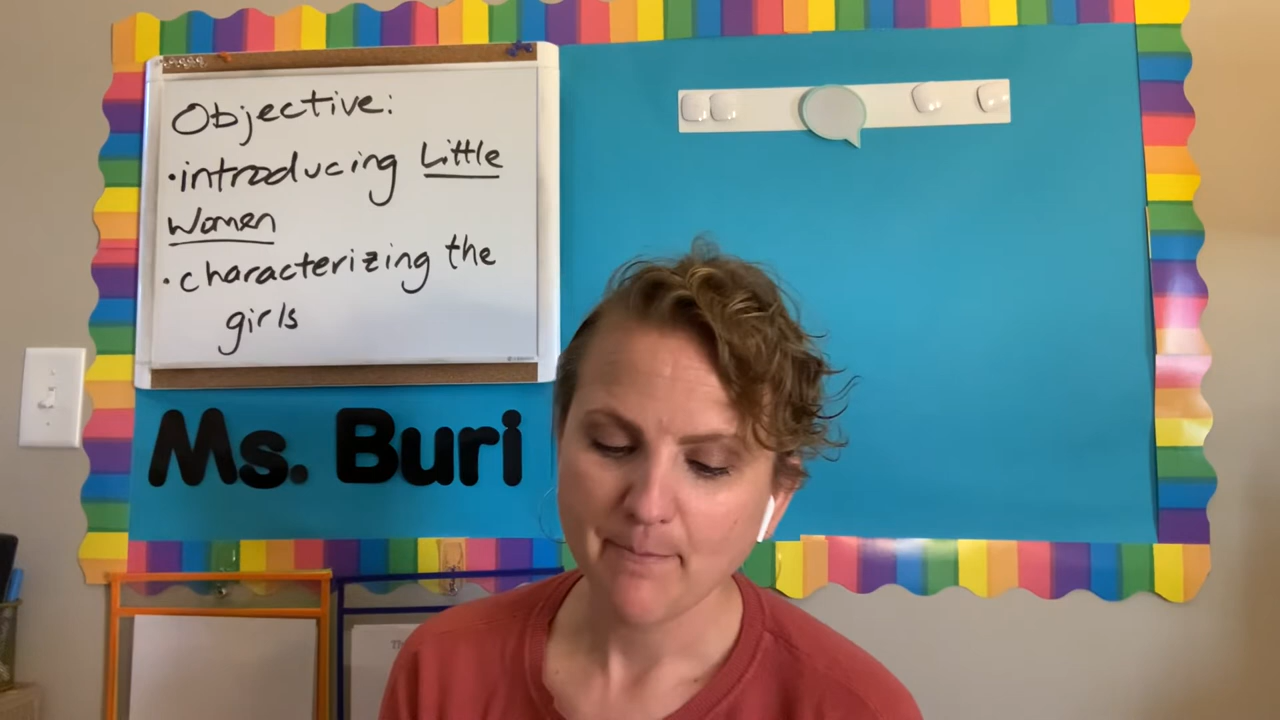 Objective:
·introducing Little
Women
·characterizing the
girls
Ms. Buri